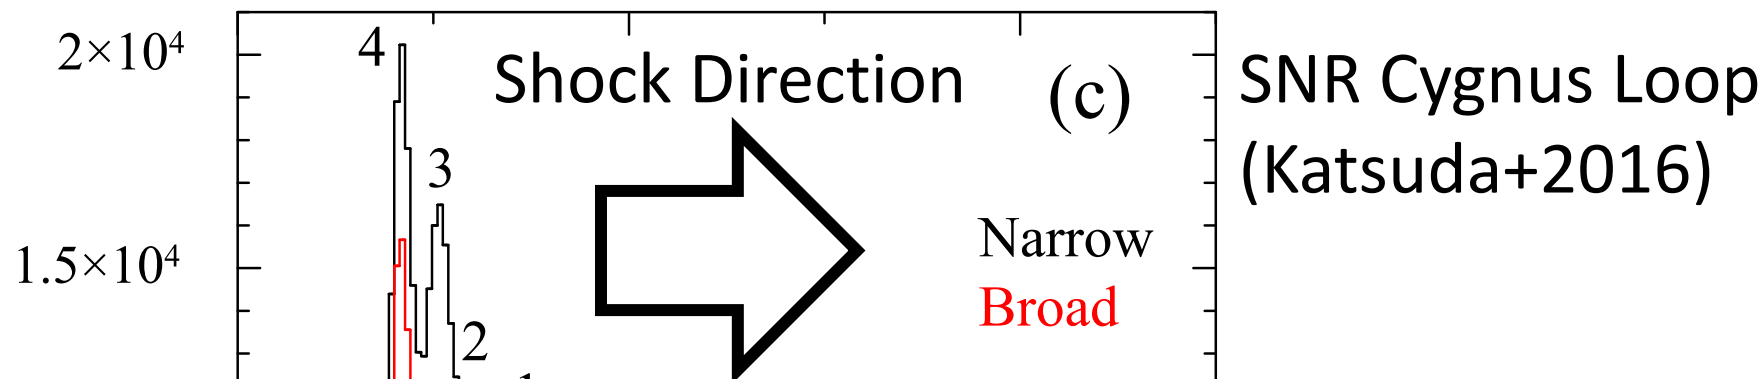 2×10⁴
4
Shock Direction
(c)
SNR Cygnus Loop
(Katsuda+2016)
3
Narrow
1.5×10⁴
Broad
2